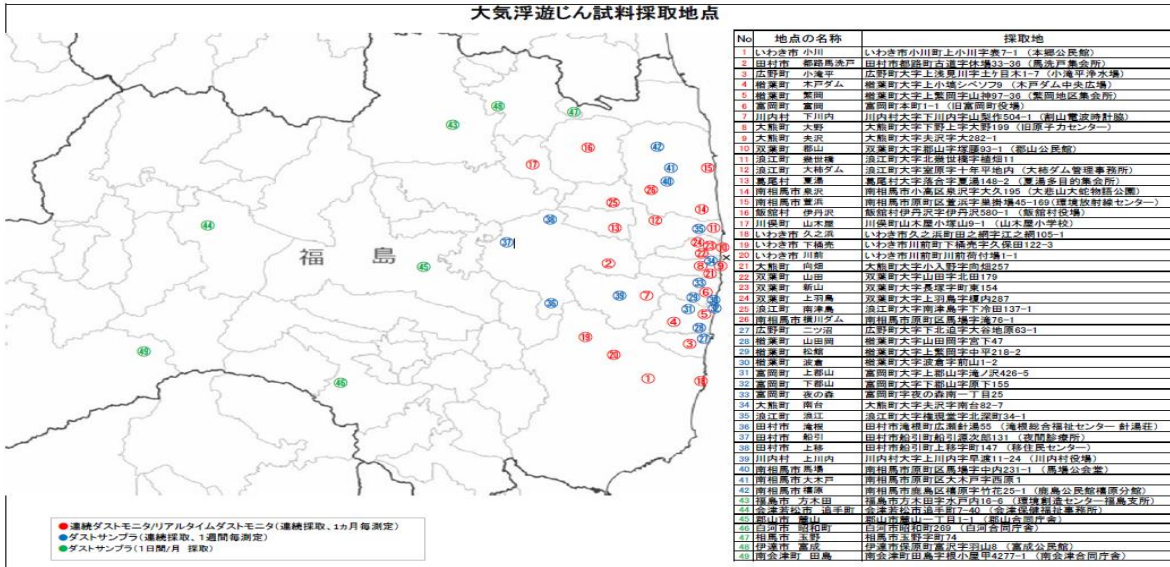 大気浮遊じん試料採取地点
福島
No 地点の名称 採取地
1 いわき市 小川 いわき市小川町上小川字表7-1 (本郷公民館)
2 田村市 都路馬洗戸 田村市都路町古道字休場33-36 (馬洗戸集会所)
3 広野町 小滝平 広野町大字上浅見川字土ケ目木1-7 (小滝平浄水場)
4 楢葉町 木戸ダム 楢葉町大字上小塙シベソフ9 (木戸ダム中央広場)
5 楢葉町 繁岡 楢葉町大字上繁岡字山神97-36 (繁岡地区集会所)
6 富岡町 富岡 富岡町本町1-1 (旧富岡町役場)
7 川内村 下川内 川内村大字下川内字山梨作504-1 (割山電波時計脇)
8 大熊町 大野 大熊町大字下野上字大野199 (旧原子力センター)
9 大熊町 夫沢 大熊町大字夫沢字大282-1
10 双葉町 郡山 双葉町大字郡山字塚腰93-1 (郡山公民館)
11 浪江町 幾世橋 浪江町大字北幾世橋字植畑11
12 浪江町 大柿ダム 浪江町大字室原字十年平地内 (大柿ダム管理事務所)
13 葛尾村 夏湯 葛尾村大字落合字夏湯148-2 (夏湯多目的集会所)
14 南相馬市 泉沢 南相馬市小高区泉沢字大久195 (大悲山大蛇物語公園)
15 南相馬市 萱浜 南相馬市原町区萱浜字巣掛場45-169 (環境放射線センター)
16 飯舘村 伊丹沢 飯舘村伊丹沢字伊丹沢580-1 (飯舘村役場)
17 川俣町 山木屋 川俣町山木屋小塚山9-1 (山木屋小学校)
18 いわき市 久之浜 いわき市久之浜町田之網字江之網105-1
19 いわき市 下桶売 いわき市川前町下桶売字久保田122-3
20 いわき市 川前 いわき市川前町川前荷付場1-1
21 大熊町 向畑 大熊町大字小入野字向畑257
22 双葉町 山田 双葉町大字山田字北田179
23 双葉町 新山 双葉町大字長塚字町東154
24 双葉町 上羽鳥 双葉町大字上羽鳥字榎内287
25 浪江町 南津島 浪江町大字南津島字下冷田137-1
26 南相馬市 横川ダム 南相馬市原町区馬場字滝76-1
27 広野町 二ツ沼 広野町大字下北迫字大谷地原63-1
28 楢葉町 山田岡 楢葉町大字山田岡字宮下47
29 楢葉町 松館 楢葉町大字上繁岡字中平218-2
30 楢葉町 波倉 楢葉町大字波倉字前山1-2
31 富岡町 上郡山 富岡町大字上郡山字滝ノ沢426-5
32 富岡町 下郡山 富岡町大字下郡山字原下155
33 富岡町 夜の森 富岡町字夜の森南一丁目25
34 大熊町 南台 大熊町大字夫沢字南台82-7
35 浪江町 浪江 浪江町大字権現堂字北深町34-1
36 田村市 滝根 田村市滝根町広瀬針湯55 (滝根総合福祉センター 針湯荘)
37 田村市 船引 田村市船引町船引源次郎131 (夜間診療所)
38 田村市 上移 田村市船引町上移字町147 (移住民センター)
39 川内村 上川内 川内村大字上川内字早渡11-24 (川内村役場)
40 南相馬市 馬場 南相馬市原町区馬場字中内231-1 (馬場公会堂)
41 南相馬市 大木戸 南相馬市原町区大木戸字西原1
42 南相馬市 橲原 南相馬市鹿島区橲原字竹花25-1 (鹿島公民館橲原分館)
43 福島市 方木田 福島市方木田字水戸内16-6 (環境創造センター福島支所)
44 会津若松市 追手町 会津若松市追手町7-40 (会津保健福祉事務所)
45 郡山市 麓山 郡山市麓山一丁目1-1 (郡山合同庁舎)
46 白河市 昭和町 白河市昭和町269 (白河合同庁舎)
47 相馬市 玉野 相馬市玉野字町74
48 伊達市 富成 伊達市保原町富沢字羽山8 (富成公民館)
49 南会津町 田島 南会津町田島字根小屋甲4277-1 (南会津合同庁舎)
●連続ダストモニタ/リアルタイムダストモニタ(連続採取、1ヵ月毎測定)
●ダストサンプラ(連続採取、1週間毎測定)
●ダストサンプラ(1日間/月 採取)